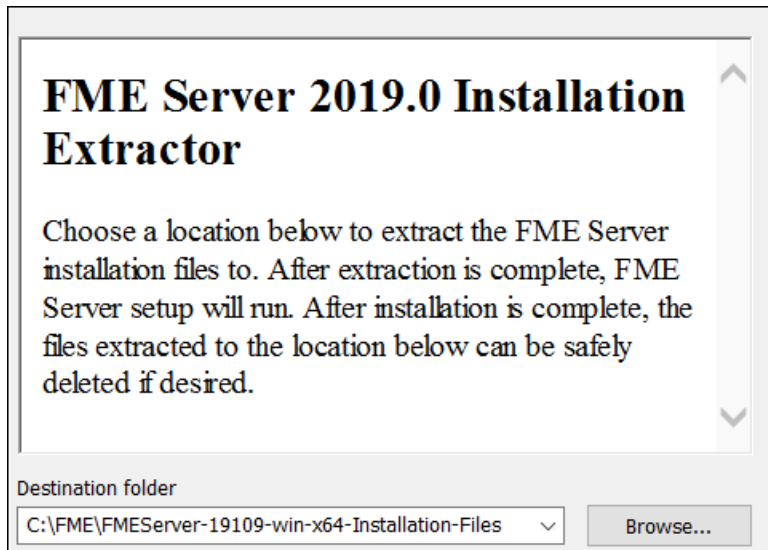 FME Server 2019.0 Installation
Extractor
Choose a location below to extract the FME Server
installation files to. After extraction is complete, FME
Server setup will run. After installation is complete, the
files extracted to the location below can be safely
deleted if desired.
Destination folder
C:\FME\FMEServer-19109-win-x64-Installation-Files
Browse...